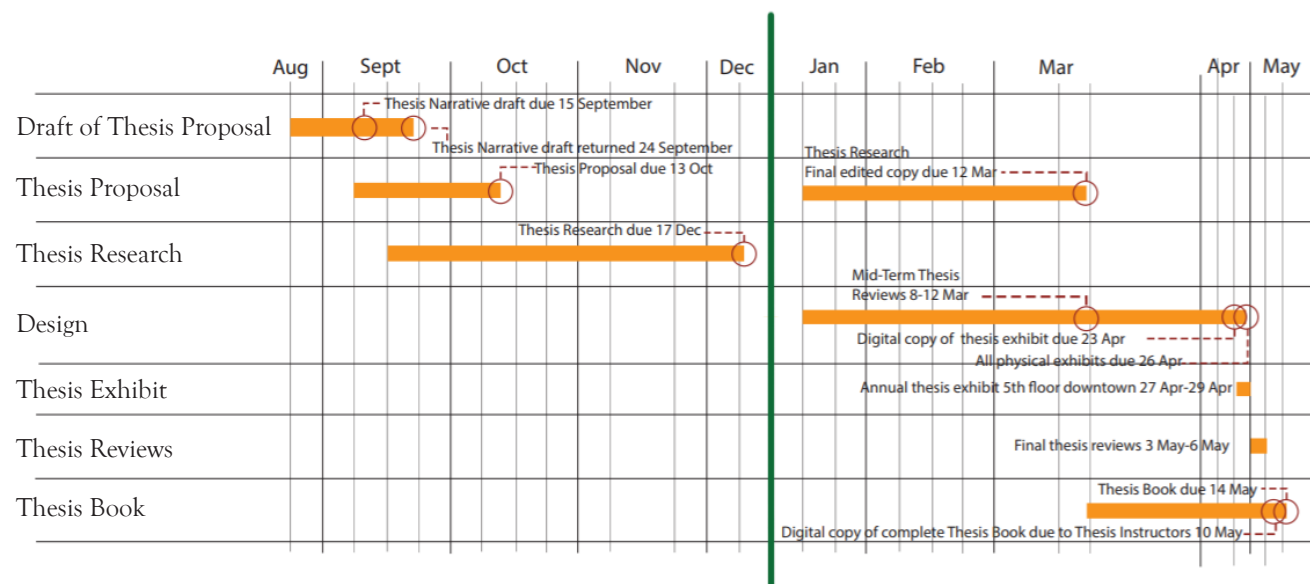 Aug Sept Oct Nov Dec Jan Feb Mar Apr May
Thesis Narrative draft due 15 September
Draft of Thesis Proposal
Thesis Narrative draft returned 24 September
Thesis Research
Thesis Proposal due 13 Oct
Final edited copy due 12 Mar
Thesis Proposal
Thesis Research due 17 Dec
Thesis Research
Mid-Term Thesis
Reviews 8-12 Mar
Design
Digital copy of thesis exhibit due 23 Apr
All physical exhibits due 26 Apr
Thesis Exhibit
Annual thesis exhibit 5th floor downtown 27 Apr-29 Apr
Thesis Reviews
Final thesis reviews 3 May-6 May
Thesis Book due 14 May
Thesis Book
Digital copy of complete Thesis Book due to Thesis Instructors 10 May